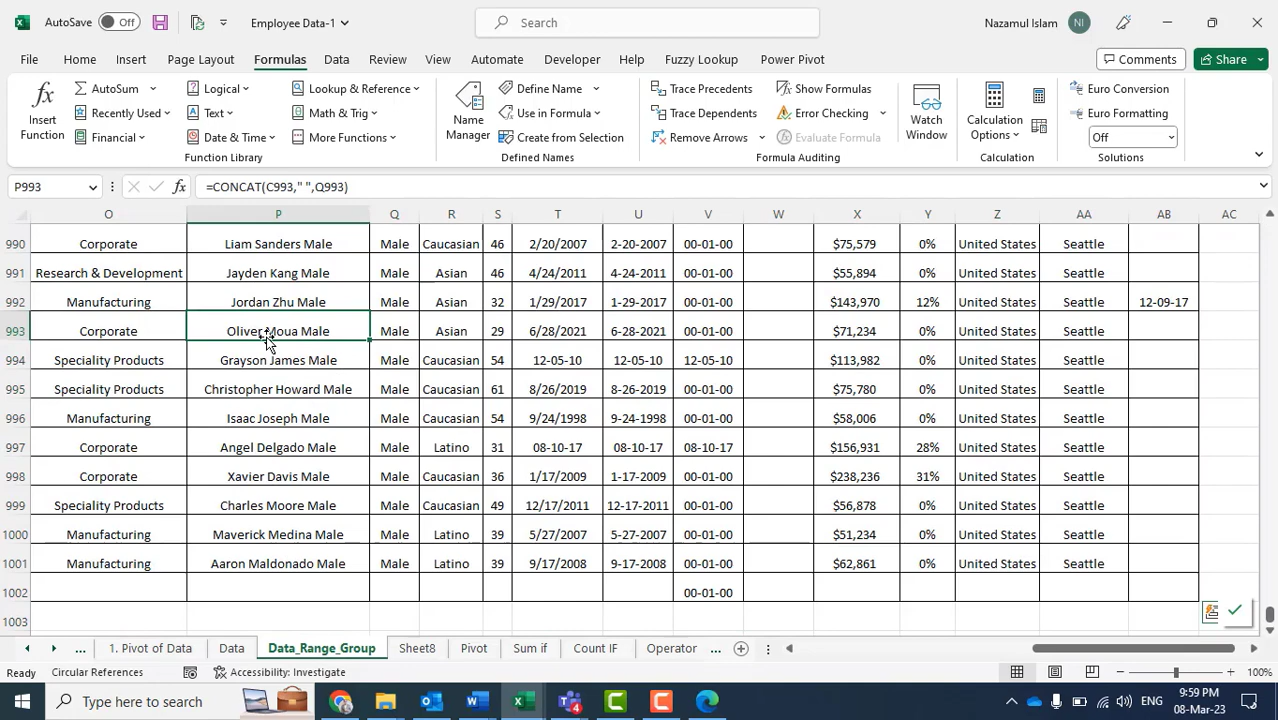 AutoSave Off Employee Data-1 Search Nazamul Islam NI
File Home Insert Page Layout Formulas Data Review View Automate Developer Help Fuzzy Lookup Power Pivot Comments Share
AutoSum Logical Lookup & Reference Define Name Trace Precedents Show Formulas Euro Conversion
Recently Used Text Math & Trig Use in Formula Trace Dependents Error Checking Euro Formatting
Insert Function Name Manager Watch Window Calculation Options
Financial Date & Time More Functions Create from Selection Remove Arrows Evaluate Formula Off
Function Library Defined Names Formula Auditing Calculation Solutions
P993 fx =CONCAT(C993," ",Q993)
O P Q R S T U V W X Y Z AA AB AC
990 Corporate Liam Sanders Male Male Caucasian 46 2/20/2007 2-20-2007 00-01-00 $75,579 0% United States Seattle
991 Research & Development Jayden Kang Male Male Asian 46 4/24/2011 4-24-2011 00-01-00 $55,894 0% United States Seattle
992 Manufacturing Jordan Zhu Male Male Asian 32 1/29/2017 1-29-2017 00-01-00 $143,970 12% United States Seattle 12-09-17
993 Corporate Oliver Moua Male Male Asian 29 6/28/2021 6-28-2021 00-01-00 $71,234 0% United States Seattle
994 Speciality Products Grayson James Male Male Caucasian 54 12-05-10 12-05-10 12-05-10 $113,982 0% United States Seattle
995 Speciality Products Christopher Howard Male Male Caucasian 61 8/26/2019 8-26-2019 00-01-00 $75,780 0% United States Seattle
996 Manufacturing Isaac Joseph Male Male Caucasian 54 9/24/1998 9-24-1998 00-01-00 $58,006 0% United States Seattle
997 Corporate Angel Delgado Male Male Latino 31 08-10-17 08-10-17 08-10-17 $156,931 28% United States Seattle
998 Corporate Xavier Davis Male Male Caucasian 36 1/17/2009 1-17-2009 00-01-00 $238,236 31% United States Seattle
999 Speciality Products Charles Moore Male Male Caucasian 49 12/17/2011 12-17-2011 00-01-00 $56,878 0% United States Seattle
1000 Manufacturing Maverick Medina Male Male Latino 39 5/27/2007 5-27-2007 00-01-00 $51,234 0% United States Seattle
1001 Manufacturing Aaron Maldonado Male Male Latino 39 9/17/2008 9-17-2008 00-01-00 $62,861 0% United States Seattle
1002 00-01-00
1003
... 1. Pivot of Data Data Data_Range_Group Sheet8 Pivot Sum if Count IF Operator ...
Ready Circular References Accessibility: Investigate 100%
Type here to search ENG 9:59 PM
08-Mar-23